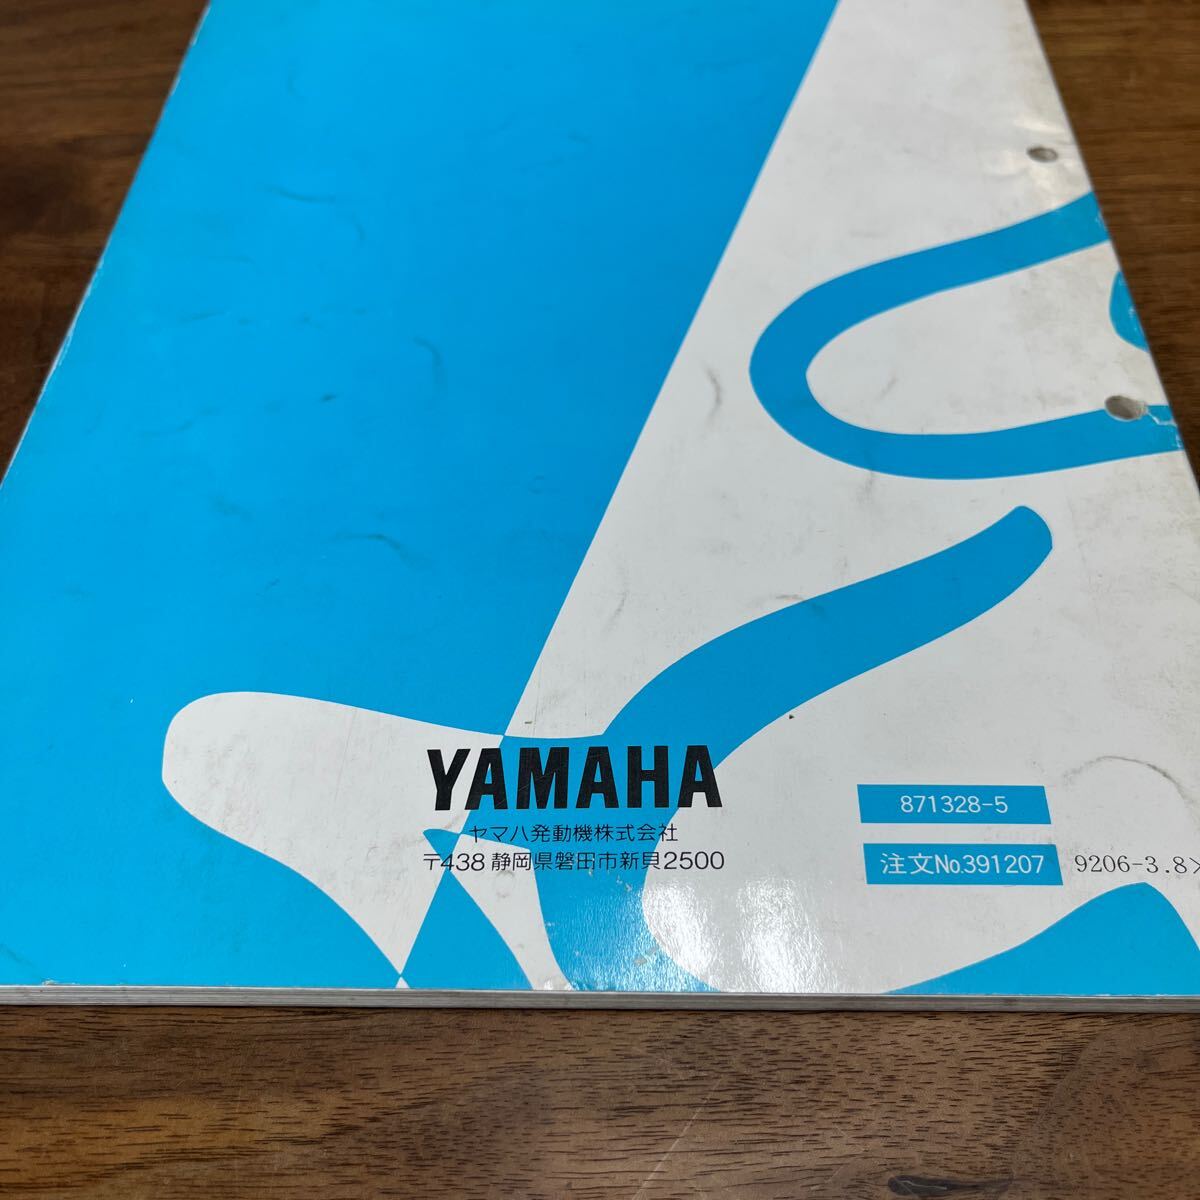 YAMAHA
ヤマハ発動機株式会社
〒438 静岡県磐田市新貝2500
871328-5
注文No.391207
9206-3.8×